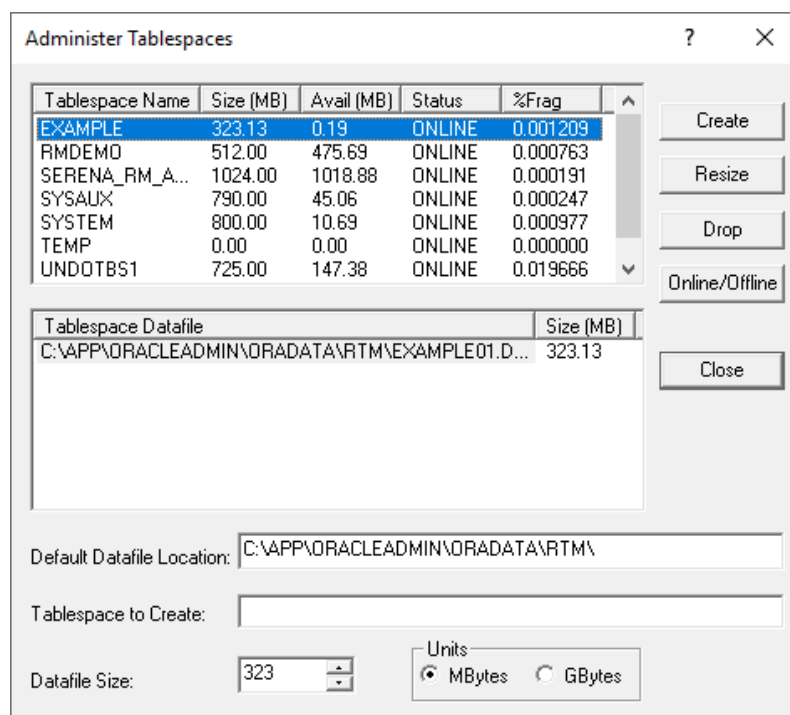 Administer Tablespaces ? X
Tablespace Name Size (MB) Avail (MB) Status %Frag
EXAMPLE 323.13 0.19 ONLINE 0.001209
RMDEMO 512.00 475.69 ONLINE 0.000763
SERENA_RM_A... 1024.00 1018.88 ONLINE 0.000191
SYSAUX 790.00 45.06 ONLINE 0.000247
SYSTEM 800.00 10.69 ONLINE 0.000977
TEMP 0.00 0.00 ONLINE 0.000000
UNDOTBS1 725.00 147.38 ONLINE 0.019666
Create
Resize
Drop
Online/Offline
Close
Tablespace Datafile Size (MB)
C:\APP\ORACLEADMIN\ORADATA\RTM\EXAMPLE01.D... 323.13
Default Datafile Location: C:\APP\ORACLEADMIN\ORADATA\RTM\
Tablespace to Create:
Datafile Size: 323
Units
MBytes GBytes